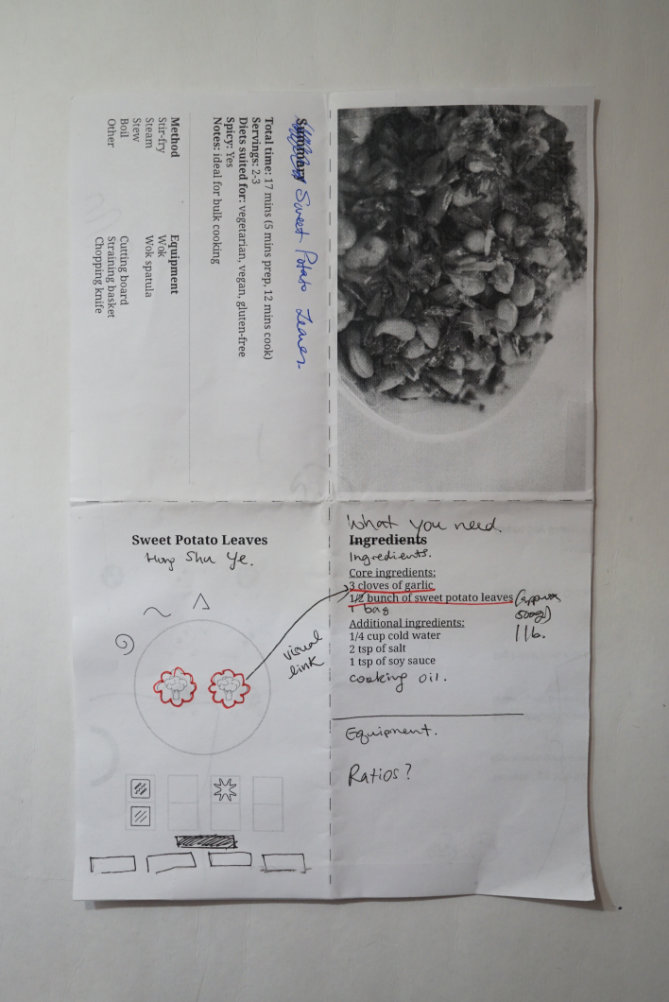 Summary Sweet Potato Leaves
Total time: 17 mins (5 mins prep, 12 mins cook)
Servings: 2-3
Diets suited for: vegetarian, vegan, gluten-free
Spicy: Yes
Notes: ideal for bulk cooking
Method
Stir-fry
Steam
Stew
Boil
Other
Equipment
Wok
Wok spatula
Cutting board
Straining basket
Chopping knife
Sweet Potato Leaves
Hung Shu Ye.
visual
link
What you need.
Ingredients
Ingredients.
Core ingredients:
3 cloves of garlic
1/2 bunch of sweet potato leaves (approx
500g)
1 bag
1 lb.
Additional ingredients:
1/4 cup cold water
2 tsp of salt
1 tsp of soy sauce
cooking oil.
Equipment.
Ratios?